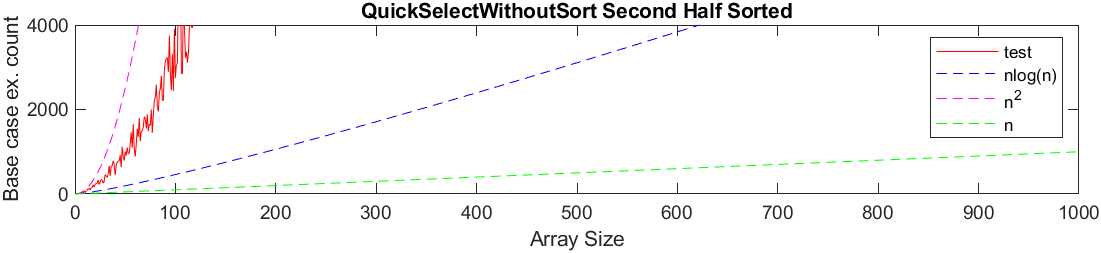 QuickSelectWithoutSort Second Half Sorted
Base case ex. count
4000
2000
0
test
nlog(n)
n²
n
0 100 200 300 400 500 600 700 800 900 1000
Array Size